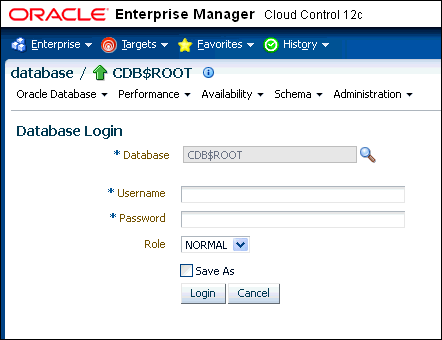 ORACLE Enterprise Manager Cloud Control 12c
Enterprise Targets Favorites History
database / CDB$ROOT
Oracle Database Performance Availability Schema Administration
Database Login
* Database CDB$ROOT
* Username
* Password
Role NORMAL
Save As
Login Cancel